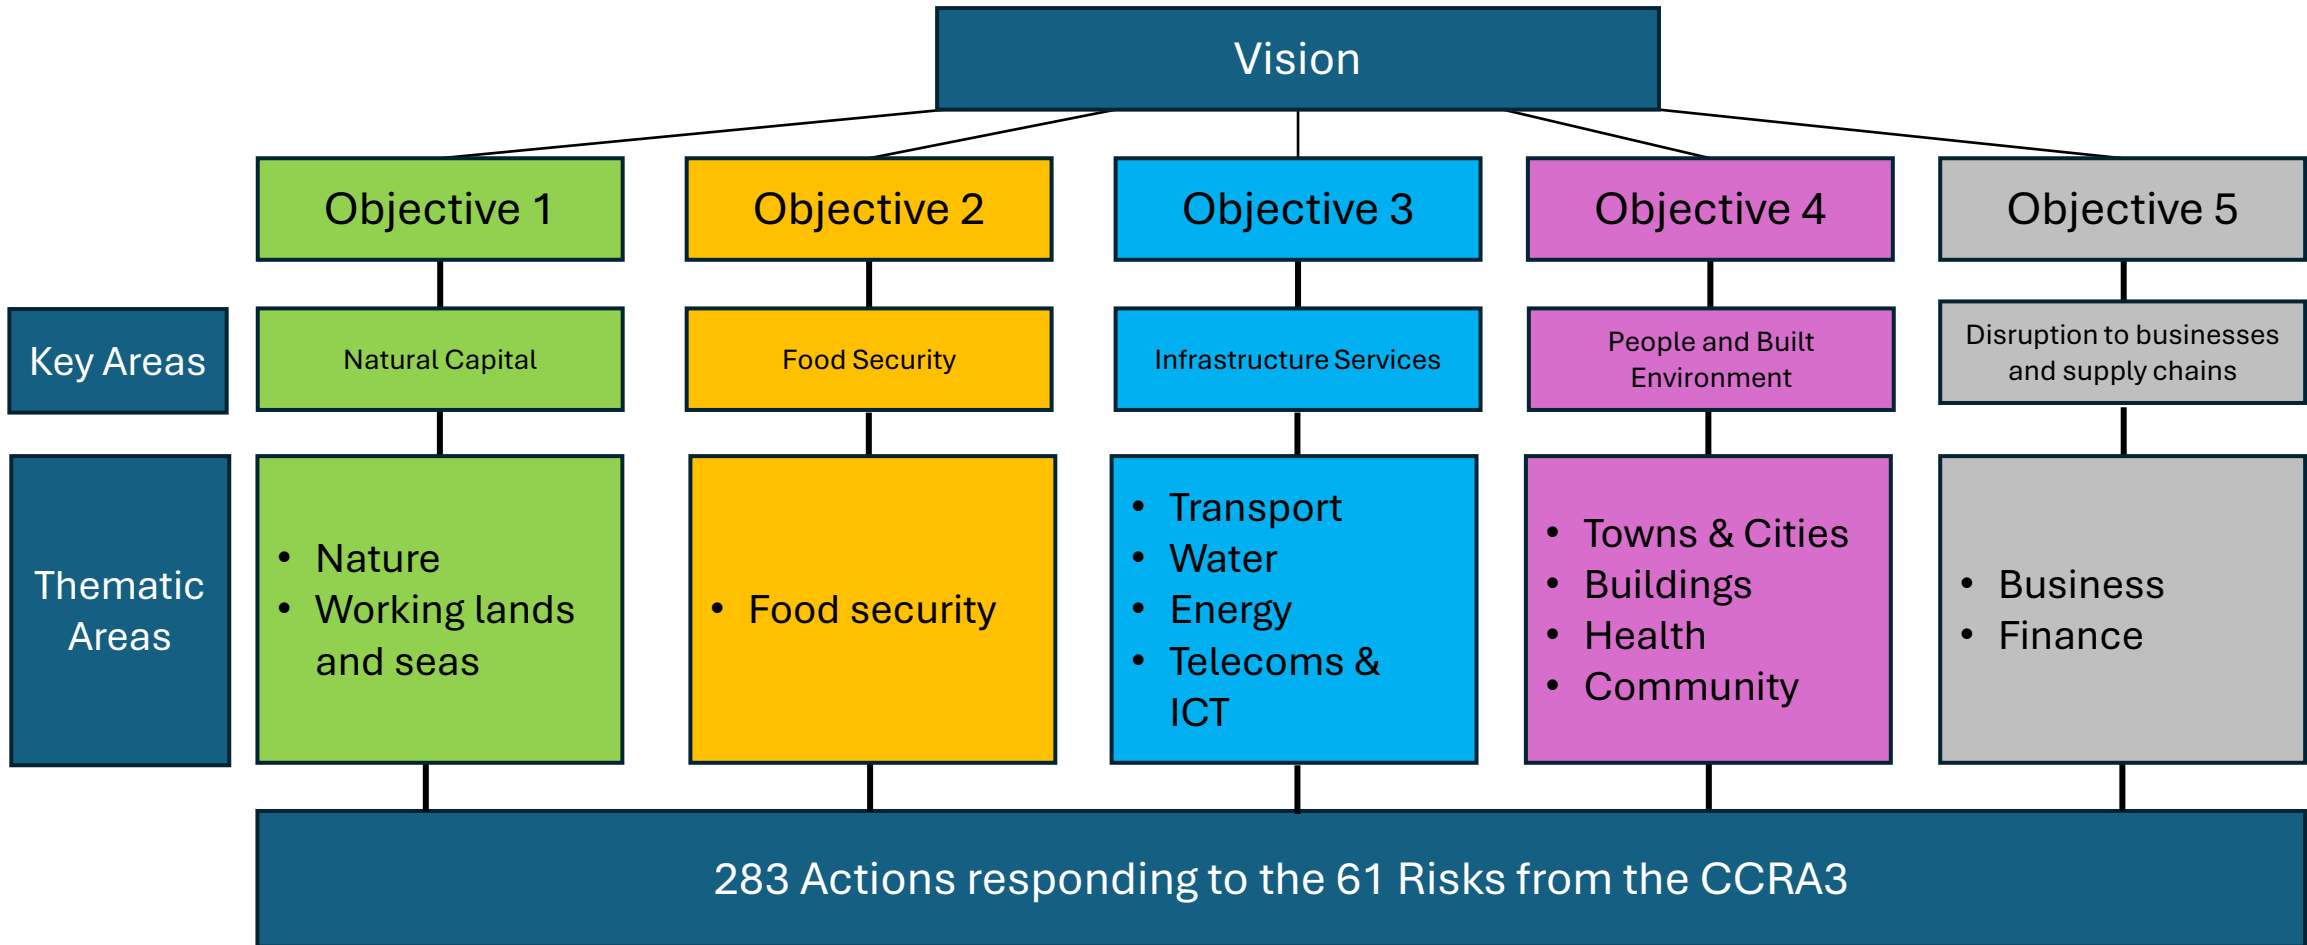 Vision
Objective 1
Objective 2
Objective 3
Objective 4
Objective 5
Key Areas
Natural Capital
Food Security
Infrastructure Services
People and Built
Environment
Disruption to businesses
and supply chains
Thematic
Areas
• Nature
• Working lands
and seas
• Food security
• Transport
• Water
• Energy
• Telecoms &
ICT
• Towns & Cities
• Buildings
• Health
• Community
• Business
• Finance
283 Actions responding to the 61 Risks from the CCRA3